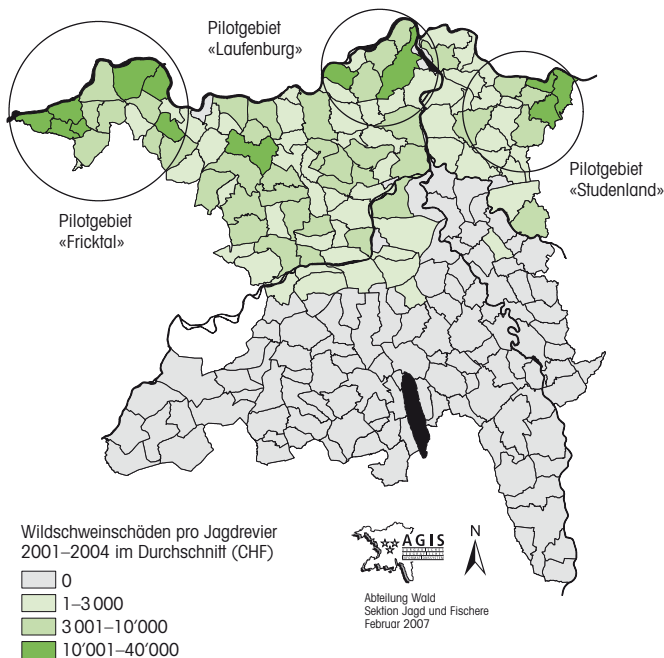 Pilotgebiet
«Laufenburg»
Pilotgebiet
«Studenland»
Pilotgebiet
«Fricktal»
Wildschweinschäden pro Jagdrevier
2001–2004 im Durchschnitt (CHF)
0
1–3 000
3 001–10'000
10'001–40'000
AGIS
N
Abteilung Wald
Sektion Jagd und Fischere
Februar 2007